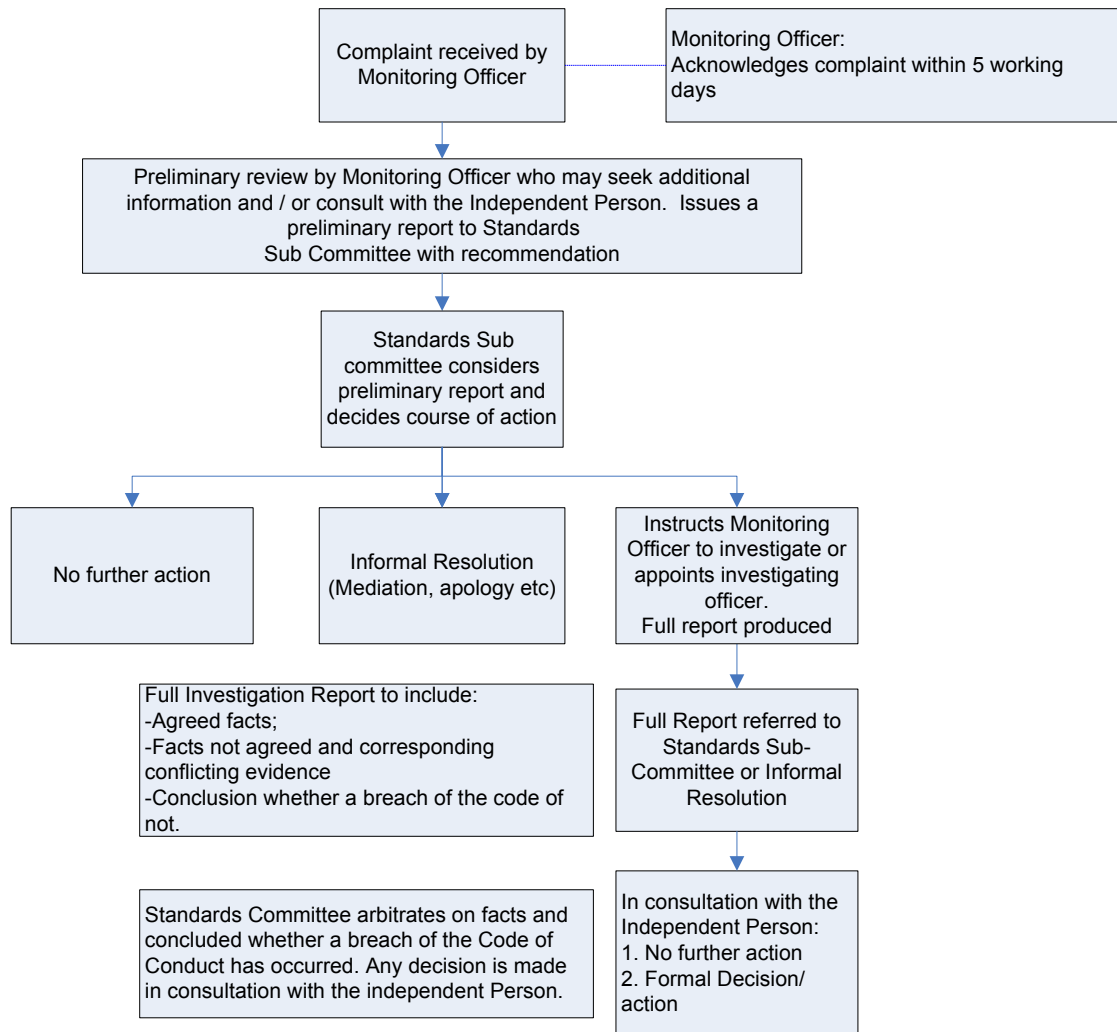 Complaint received by
Monitoring Officer
Monitoring Officer:
Acknowledges complaint within 5 working
days
Preliminary review by Monitoring Officer who may seek additional
information and / or consult with the Independent Person.  Issues a
preliminary report to Standards
Sub Committee with recommendation
Standards Sub
committee considers
preliminary report and
decides course of action
No further action
Informal Resolution
(Mediation, apology etc)
Instructs Monitoring
Officer to investigate or
appoints investigating
officer.
Full report produced
Full Investigation Report to include:
-Agreed facts;
-Facts not agreed and corresponding
conflicting evidence
-Conclusion whether a breach of the code of
not.
Full Report referred to
Standards Sub-
Committee or Informal
Resolution
Standards Committee arbitrates on facts and
concluded whether a breach of the Code of
Conduct has occurred. Any decision is made
in consultation with the independent Person.
In consultation with the
Independent Person:
1. No further action
2. Formal Decision/
action